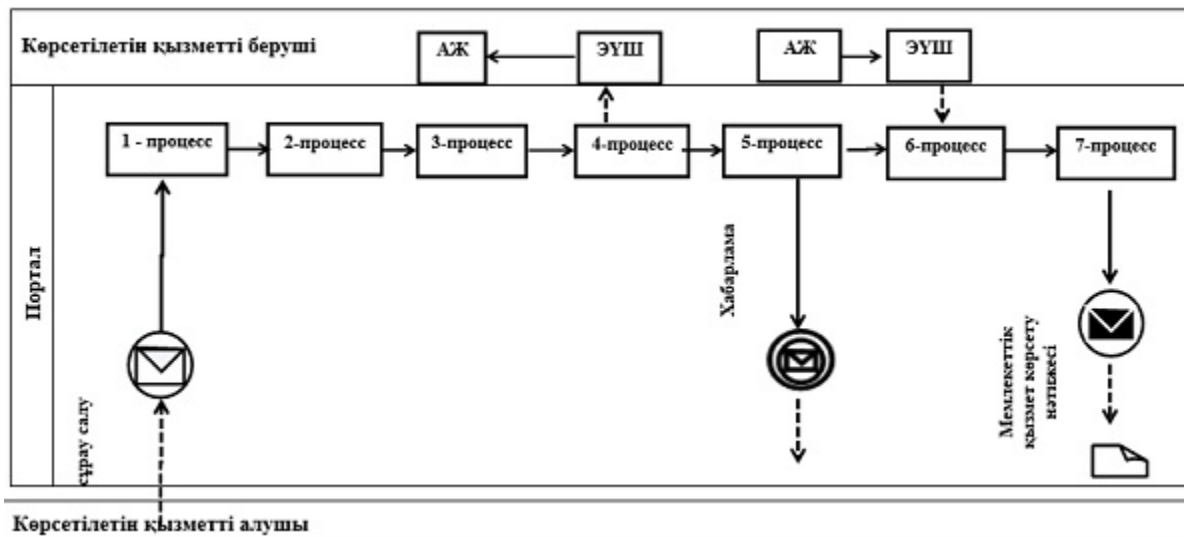 Көрсетілетін қызметті беруші
АЖ
ЭҮШ
АЖ
ЭҮШ
Портал
1 - процесс
2-процесс
3-процесс
4-процесс
5-процесс
6-процесс
7-процесс
сұрау салу
Хабарлама
Мемлекеттік
қызмет көрсету
нәтижесі
Көрсетілетін қызметті алушы